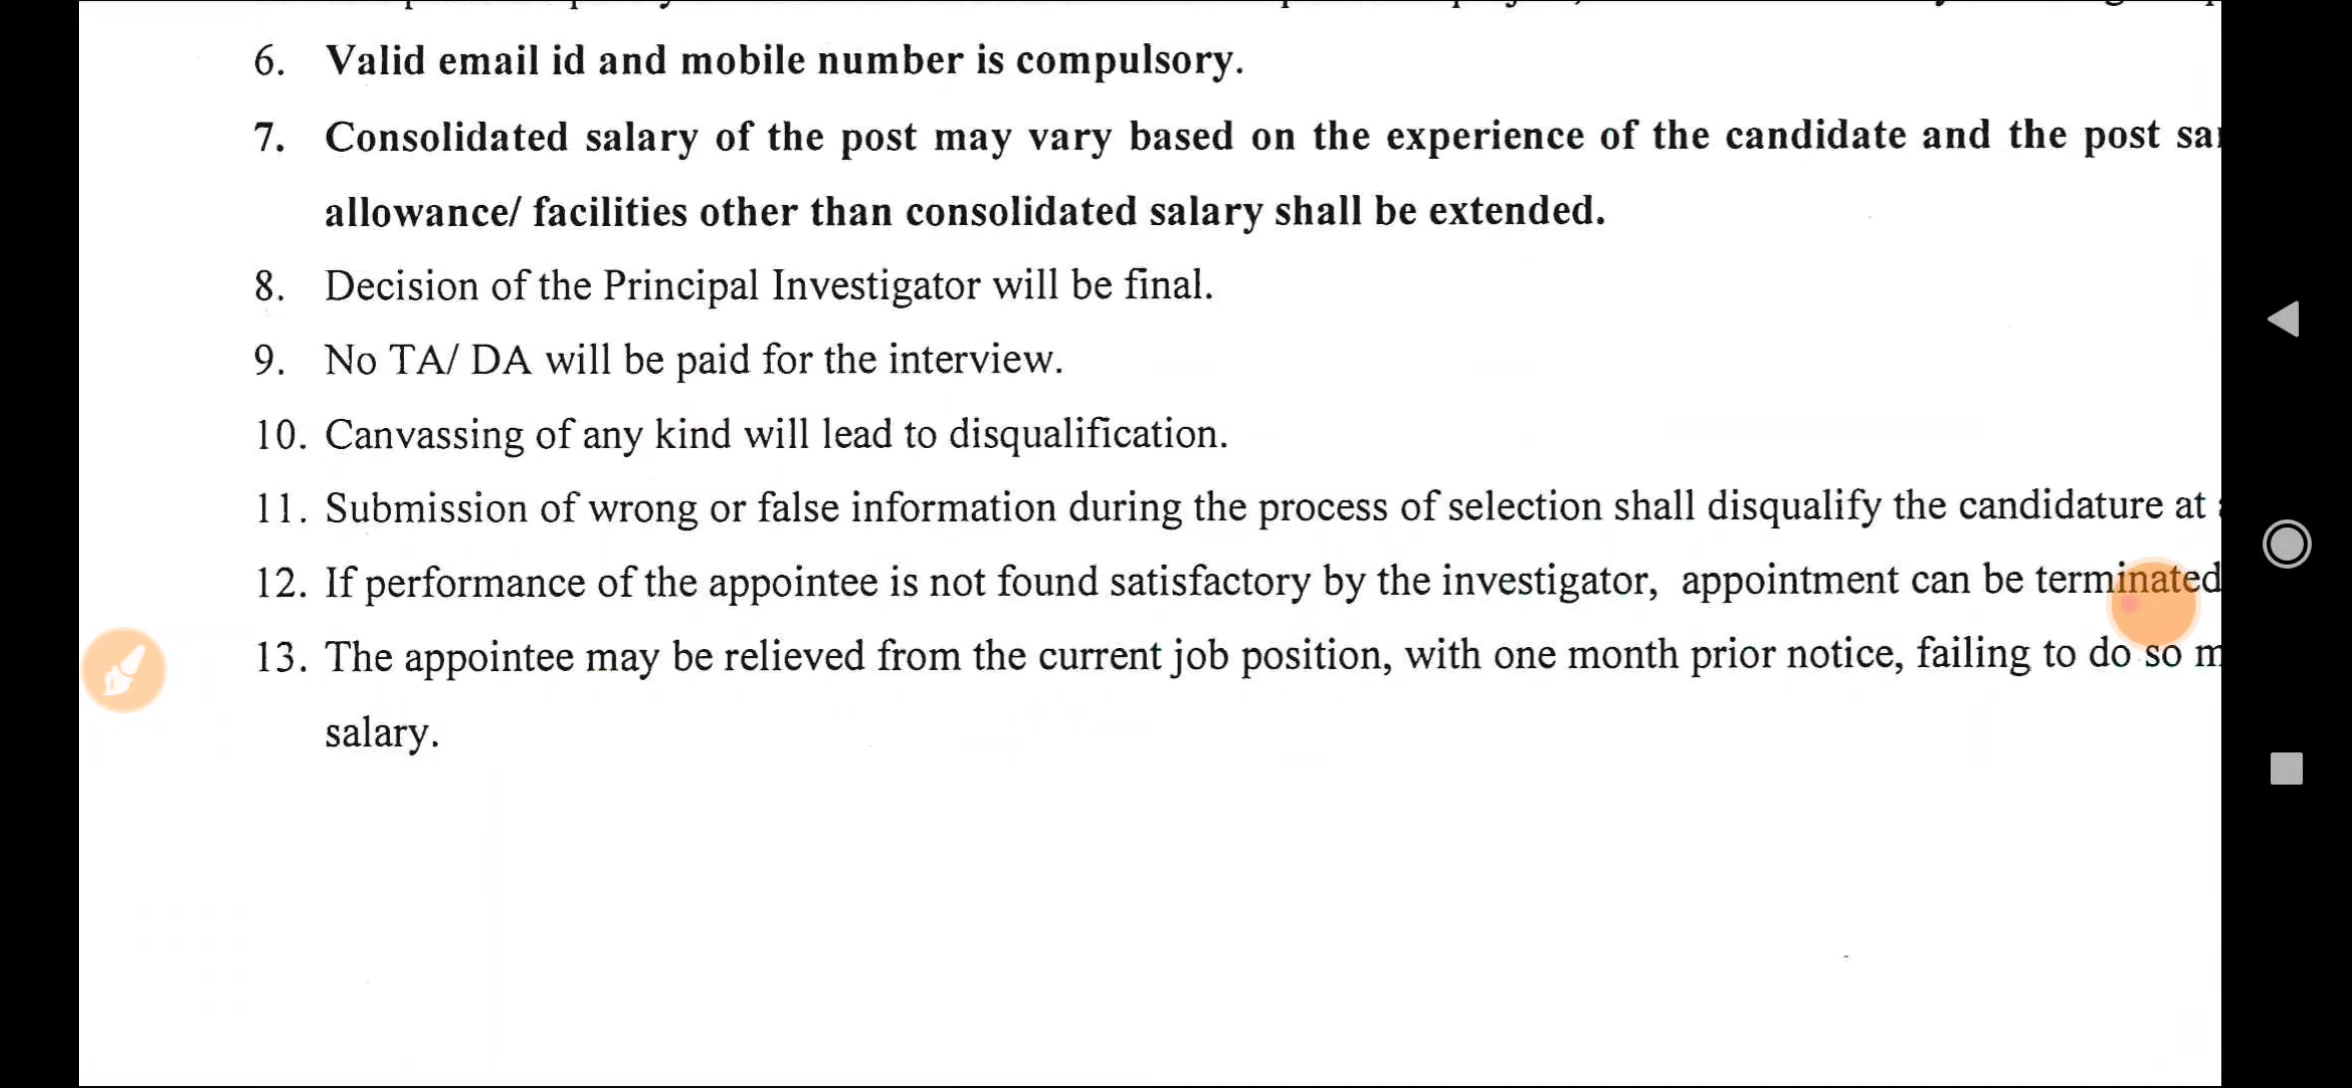 6. Valid email id and mobile number is compulsory.
7. Consolidated salary of the post may vary based on the experience of the candidate and the post
allowance/ facilities other than consolidated salary shall be extended.
8. Decision of the Principal Investigator will be final.
9. No TA/ DA will be paid for the interview.
10. Canvassing of any kind will lead to disqualification.
11. Submission of wrong or false information during the process of selection shall disqualify the candidature at
12. If performance of the appointee is not found satisfactory by the investigator, appointment can be terminated
13. The appointee may be relieved from the current job position, with one month prior notice, failing to do so
salary.